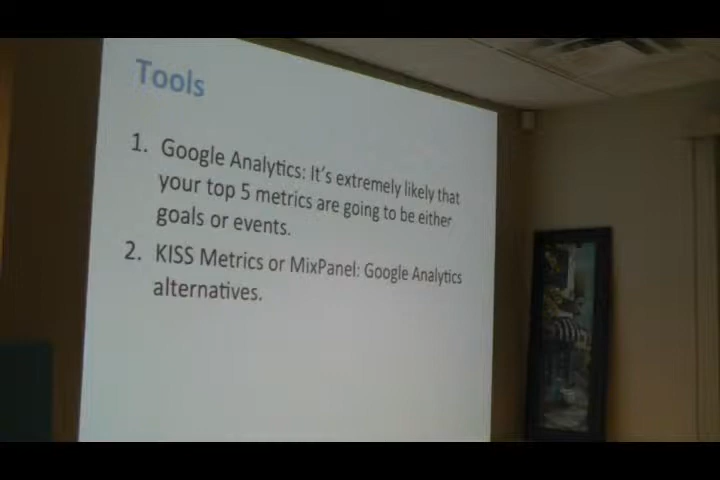 Tools
1. Google Analytics: It's extremely likely that
your top 5 metrics are going to be either
goals or events.
2. KISS Metrics or MixPanel: Google Analytics
alternatives.